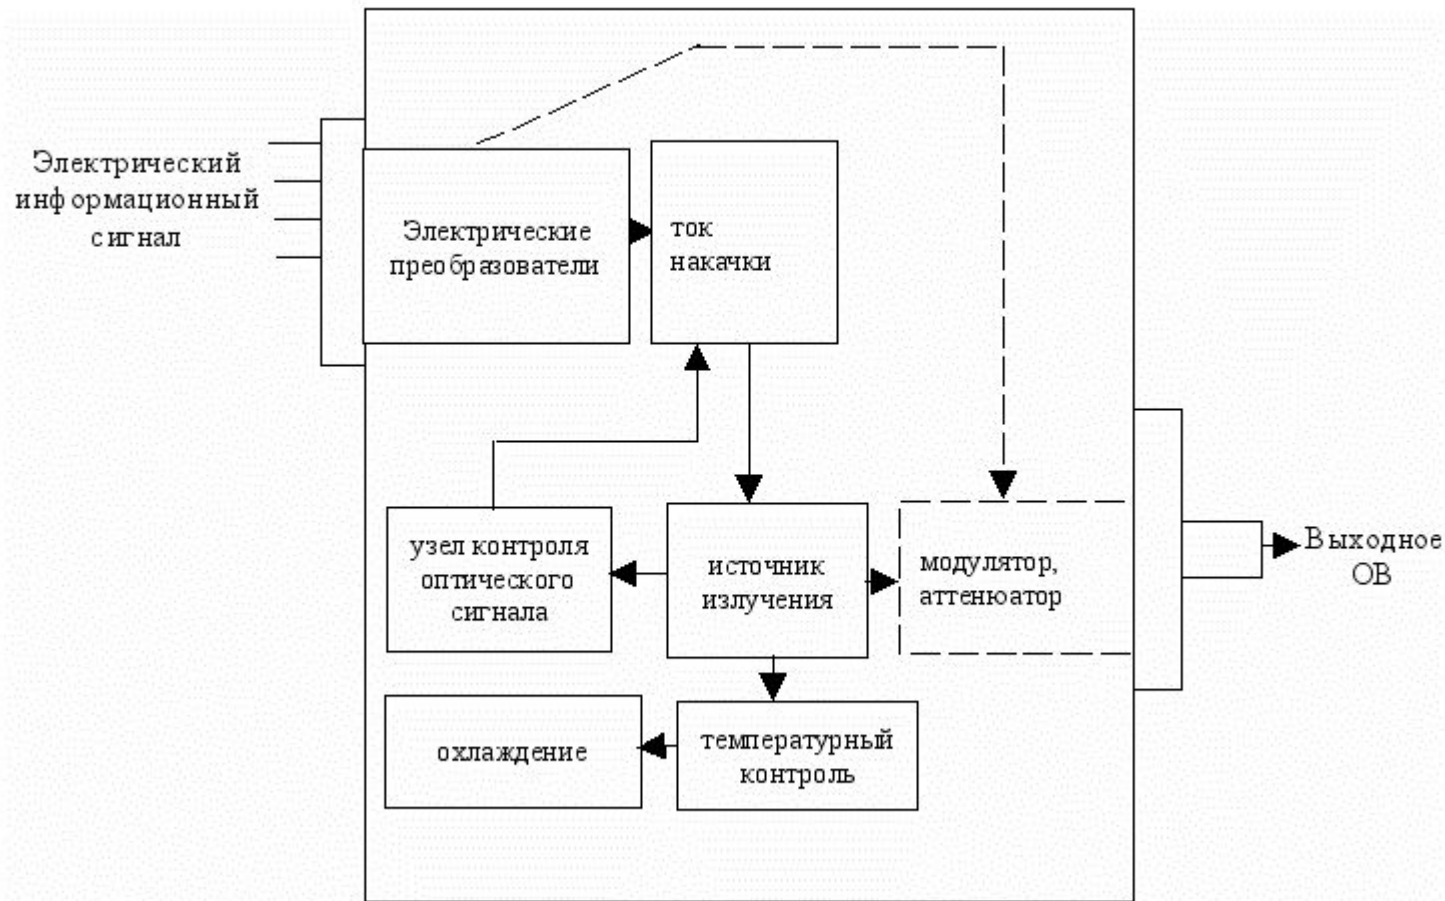 Электрический
информационный
сигнал
Электрические
преобразователи
ток
накачки
узел контроля
оптического
сигнала
источник
излучения
модулятор,
аттенюатор
Выходное
ОВ
охлаждение
температурный
контроль